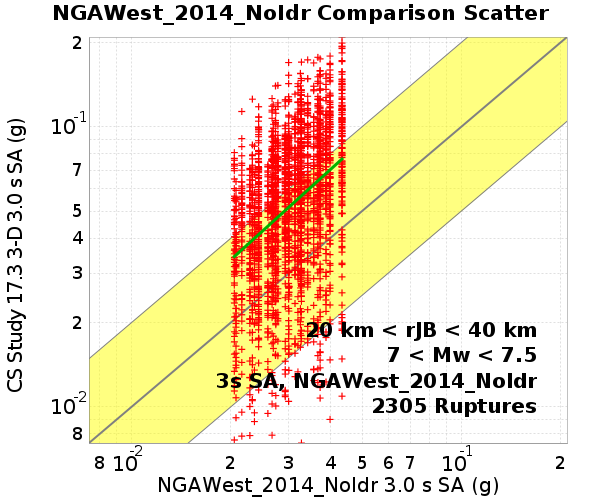 NGAWest_2014_NoIdr Comparison Scatter
CS Study 17.3 3-D 3.0 s SA (g)
2
10^-1
7
5
4
3
2
10^-2
8
20 km < rJB < 40 km
7 < Mw < 7.5
3s SA, NGAWest_2014_NoIdr
2305 Ruptures
8 10^-2 2 3 4 5 6 7 10^-1 2
NGAWest_2014_NoIdr 3.0 s SA (g)